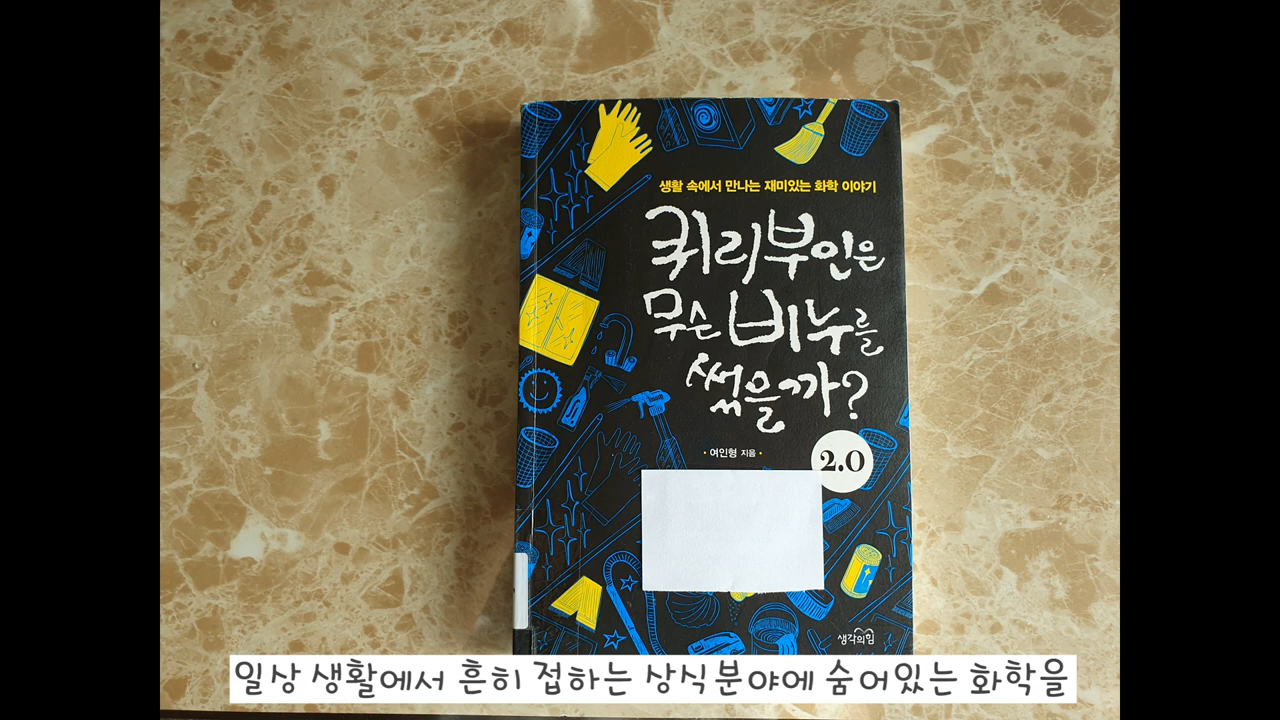 생활 속에서 만나는 재미있는 화학 이야기
퀴리부인은
무슨 비누를
썼을까?
2.0
• 여인형 지음 •
생각의힘
일상 생활에서 흔히 접하는 상식분야에 숨어있는 화학을